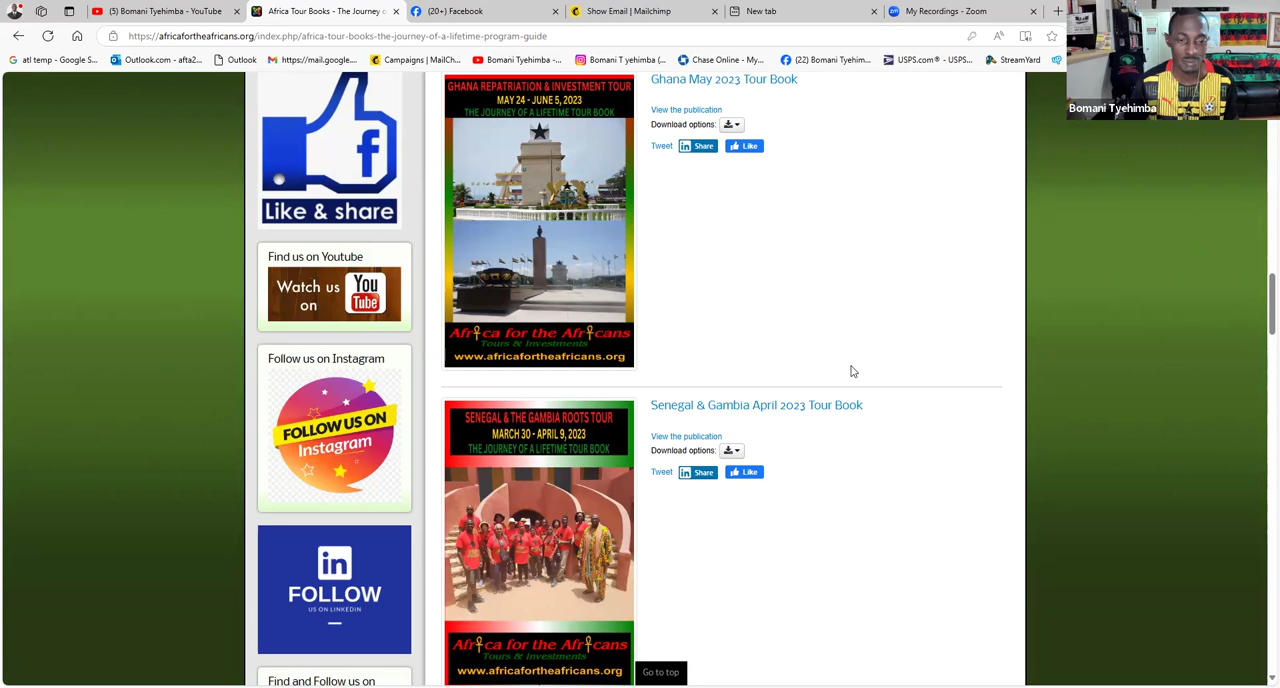 (5) Bomani Tyehimba - YouTube
Africa Tour Books - The Journey o
(20+) Facebook
Show Email | Mailchimp
New tab
My Recordings - Zoom
https://africafortheafricans.org/index.php/africa-tour-books-the-journey-of-a-lifetime-program-guide
atl temp - Google S...
Outlook.com - afta2...
Outlook
https://mail.google....
Campaigns | MailCh...
Bomani Tyehimba -...
Bomani T yehimba (...
Chase Online - My...
(22) Bomani Tyehim...
USPS.com® - USPS...
StreamYard
Bomani Tyehimba
Like & share
Find us on Youtube
Watch us
on
You
Tube
Follow us on Instagram
FOLLOW US ON
Instagram
in
FOLLOW
US ON LINKEDIN
Find and Follow us on
GHANA REPATRIATION & INVESTMENT TOUR
MAY 24 - JUNE 5, 2023
THE JOURNEY OF A LIFETIME TOUR BOOK
Africa for the Africans
Tours & Investments
www.africafortheafricans.org
Ghana May 2023 Tour Book
View the publication
Download options:
Tweet
in Share
Like
SENEGAL & THE GAMBIA ROOTS TOUR
MARCH 30 - APRIL 9, 2023
THE JOURNEY OF A LIFETIME TOUR BOOK
Africa for the Africans
Tours & Investments
www.africafortheafricans.org
Senegal & Gambia April 2023 Tour Book
View the publication
Download options:
Tweet
in Share
Like
Go to top